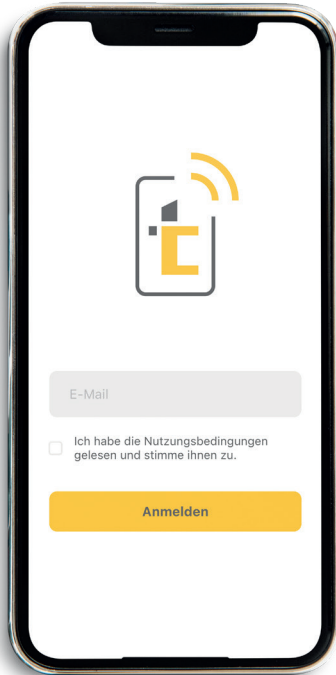 E-Mail
Ich habe die Nutzungsbedingungen
gelesen und stimme ihnen zu.
Anmelden